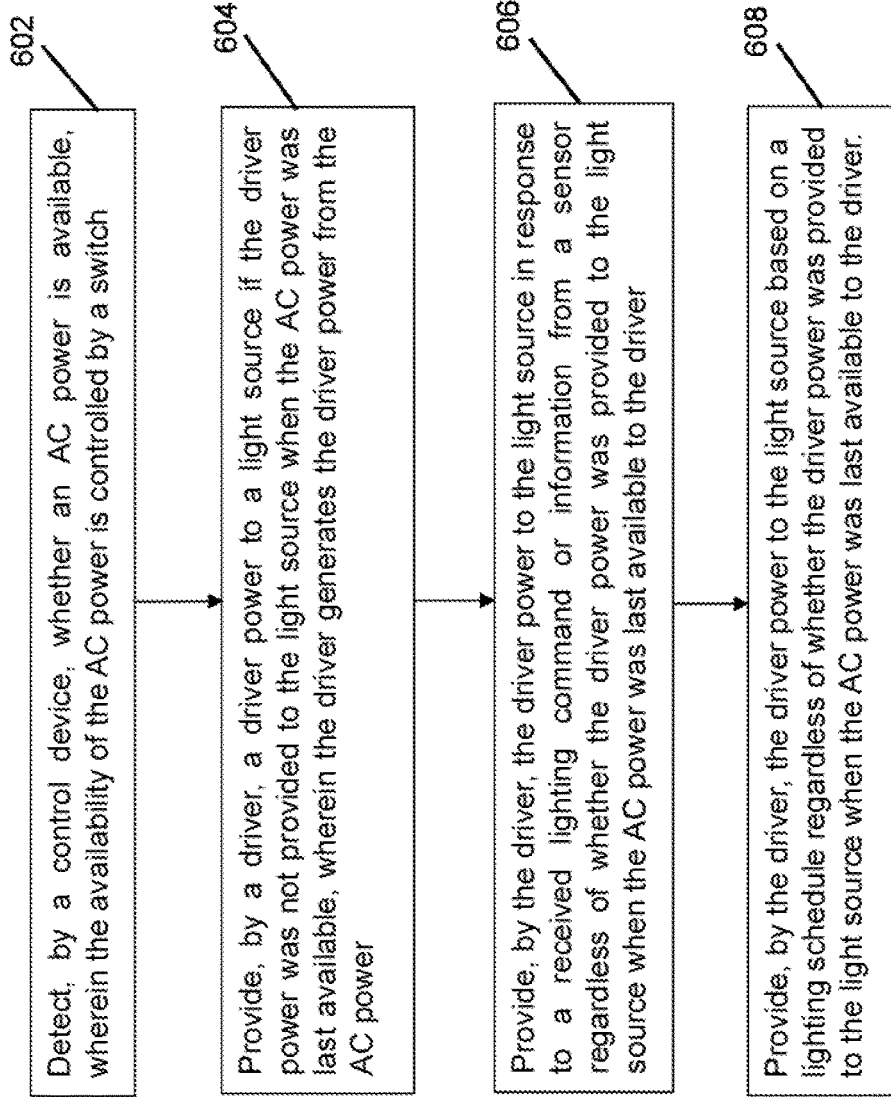 602
Detect, by a control device, whether an AC power is available,
wherein the availability of the AC power is controlled by a switch
604
Provide, by a driver, a driver power to a light source if the driver
power was not provided to the light source when the AC power was
last available, wherein the driver generates the driver power from the
AC power
606
Provide, by the driver, the driver power to the light source in response
to a received lighting command or information from a sensor
regardless of whether the driver power was provided to the light
source when the AC power was last available to the driver
608
Provide, by the driver, the driver power to the light source based on a
lighting schedule regardless of whether the driver power was provided
to the light source when the AC power was last available to the driver.